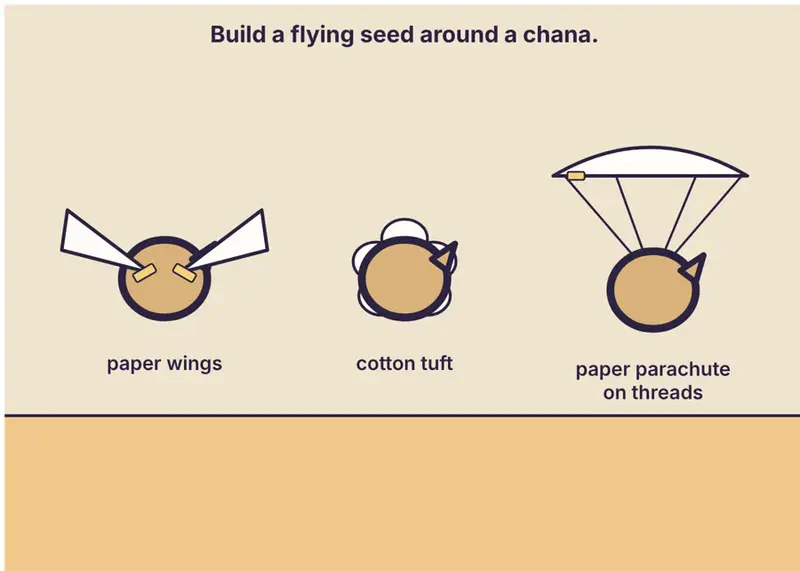 Build a flying seed around a chana.
paper wings
cotton tuft
paper parachute
on threads